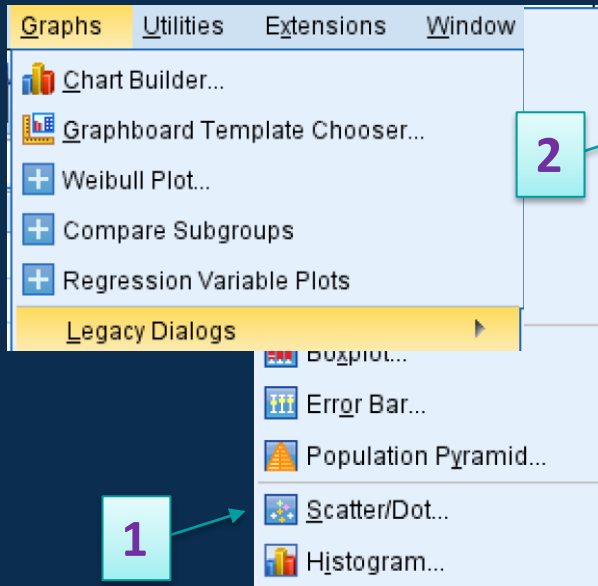 Graphs Utilities Extensions Window
Chart Builder...
Graphboard Template Chooser...
2
Weibull Plot...
Compare Subgroups
Regression Variable Plots
Legacy Dialogs
Boxplot...
Error Bar...
Population Pyramid...
Scatter/Dot...
1
Histogram...